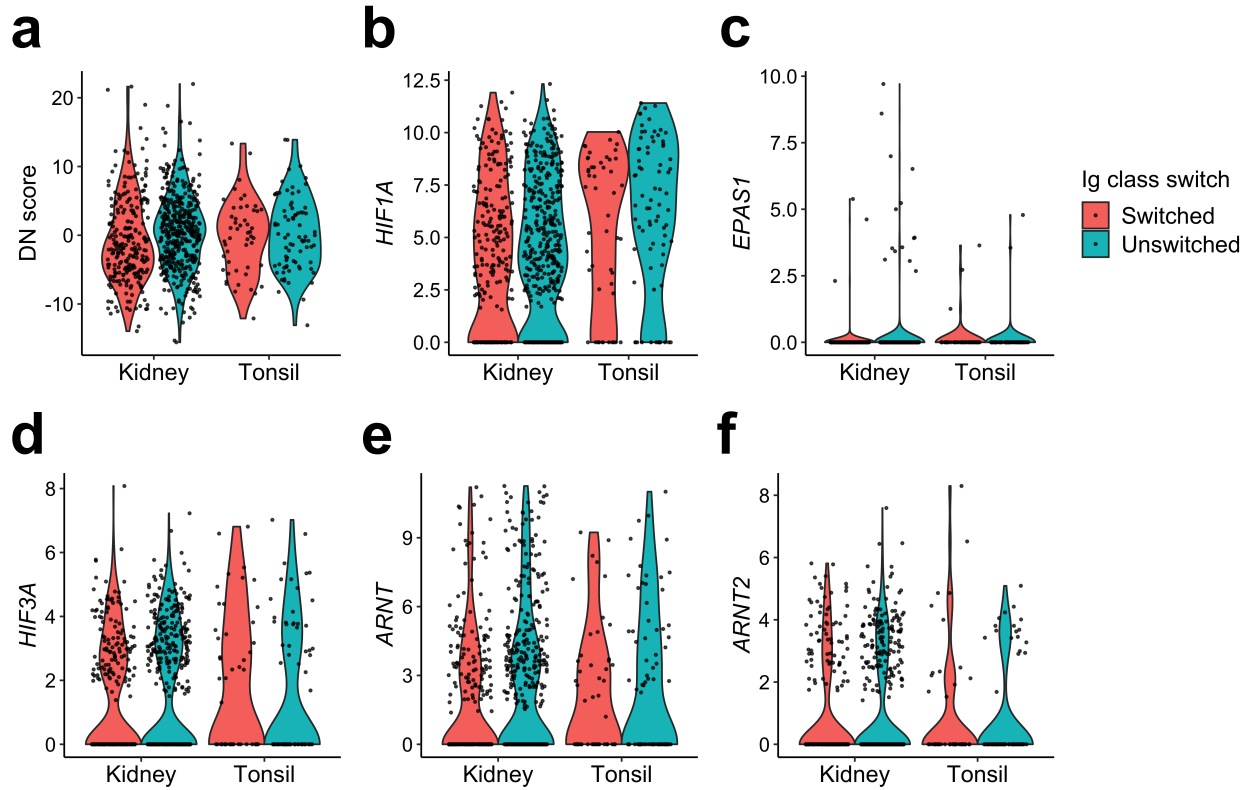 a
b
c
DN score
20
10
0
-10
Kidney
Tonsil
HIF1A
12.5
10.0
7.5
5.0
2.5
0.0
Kidney
Tonsil
EPAS1
10.0
7.5
5.0
2.5
0.0
Kidney
Tonsil
Ig class switch
Switched
Unswitched
d
e
f
HIF3A
8
6
4
2
0
Kidney
Tonsil
ARNT
9
6
3
0
Kidney
Tonsil
ARNT2
8
6
4
2
0
Kidney
Tonsil